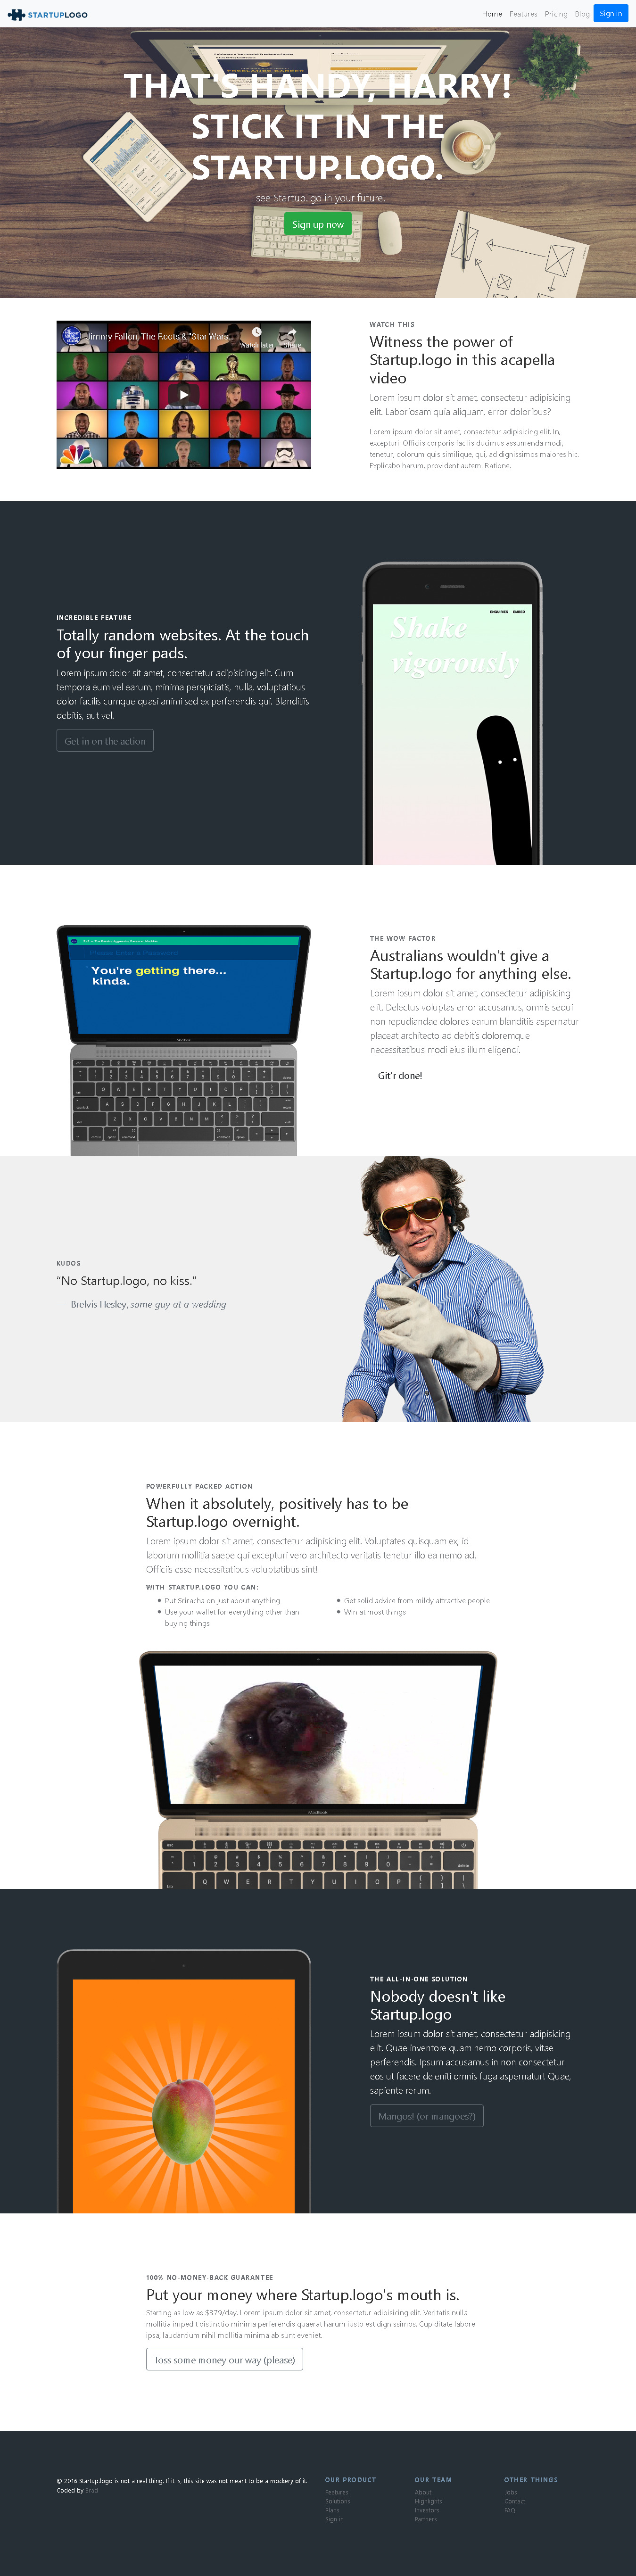 STARTUPLOGO
Home Features Pricing Blog Sign in
THAT'S HANDY, HARRY!
STICK IT IN THE
STARTUP.LOGO.
I see Startup.lgo in your future.
Sign up now
Jimmy Fallon, The Roots & "Star Wars
Watch later
WATCH THIS
Witness the power of
Startup.logo in this acapella
video
Lorem ipsum dolor sit amet, consectetur adipisicing
elit. Laboriosam quia aliquam, error doloribus?
Lorem ipsum dolor sit amet, consectetur adipisicing elit. In,
excepturi. Officiis corporis facilis ducimus assumenda modi,
tenetur, dolorum quis similique, qui, ad dignissimos maiores hic.
Explicabo harum, provident autem. Ratione.
INCREDIBLE FEATURE
Totally random websites. At the touch
of your finger pads.
Lorem ipsum dolor sit amet, consectetur adipisicing elit. Cum
tempora eum vel earum, minima perspiciatis, nulla, voluptatibus
dolor facilis cumque quasi animi sed ex perferendis qui. Blanditiis
debitis, aut vel.
Get in on the action
ENQUIRIES
Shake
vigorously
You're getting there...
kinda.
MacBook
THE WOW FACTOR
Australians wouldn't give a
Startup.logo for anything else.
Lorem ipsum dolor sit amet, consectetur adipisicing
elit. Delectus voluptas error accusamus, omnis sequi
non repudiandae dolores earum blanditiis aspernatur
placeat architecto ad debitis doloremque
necessitatibus modi eius illum eligendi.
Git'r done!
KUDOS
“No Startup.logo, no kiss.”
— Brelvis Hesley, some guy at a wedding
POWERFULLY PACKED ACTION
When it absolutely, positively has to be
Startup.logo overnight.
Lorem ipsum dolor sit amet, consectetur adipisicing elit. Voluptates quisquam ex, id
laborum mollitia saepe qui excepturi vero architecto veritatis tenetur illo ea nemo ad.
Officiis esse necessitatibus voluptatibus sint!
WITH STARTUP.LOGO YOU CAN:
Put Sriracha on just about anything
Use your wallet for everything other than
buying things
Get solid advice from mildly attractive people
Win at most things
MacBook
THE ALL-IN-ONE SOLUTION
Nobody doesn't like
Startup.logo
Lorem ipsum dolor sit amet, consectetur adipisicing
elit. Quae inventore quam nemo corporis, vitae
perferendis. Ipsum accusamus in non consectetur
eos ut facere deleniti omnis fuga aspernatur! Quae,
sapiente rerum.
Mangos! (or mangoes?)
100% NO-MONEY-BACK GUARANTEE
Put your money where Startup.logo's mouth is.
Starting as low as $379/day. Lorem ipsum dolor sit amet, consectetur adipisicing elit. Veritatis nulla
mollitia impedit distinctio minima perferendis quaerat harum iusto est dignissimos. Cupiditate labore
ipsa, laudantium nihil mollitia minima ab sunt eveniet.
Toss some money our way (please)
© 2016 Startup.logo is not a real thing. If it is, this site was not meant to be a mockery of it.
Coded by Brad
OUR PRODUCT
Features
Solutions
Plans
Sign in
OUR TEAM
About
Highlights
Investors
Partners
OTHER THINGS
Jobs
Contact
FAQ